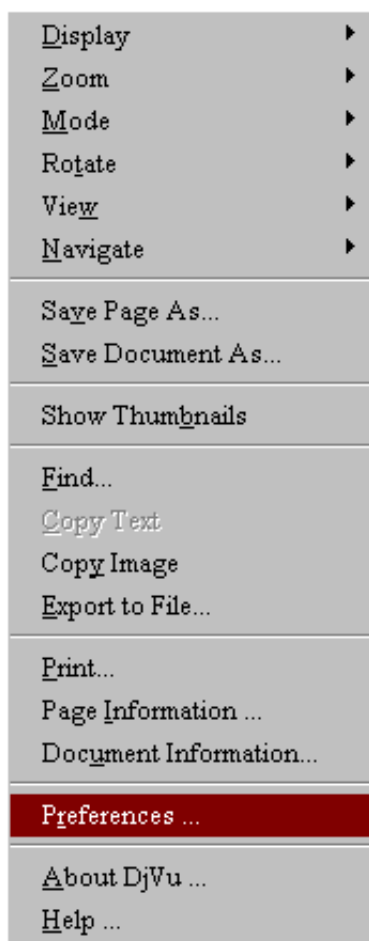 Display
Zoom
Mode
Rotate
View
Navigate
Save Page As...
Save Document As...
Show Thumbnails
Find...
Copy Text
Copy Image
Export to File...
Print...
Page Information ...
Document Information...
Preferences ...
About DjVu ...
Help ...